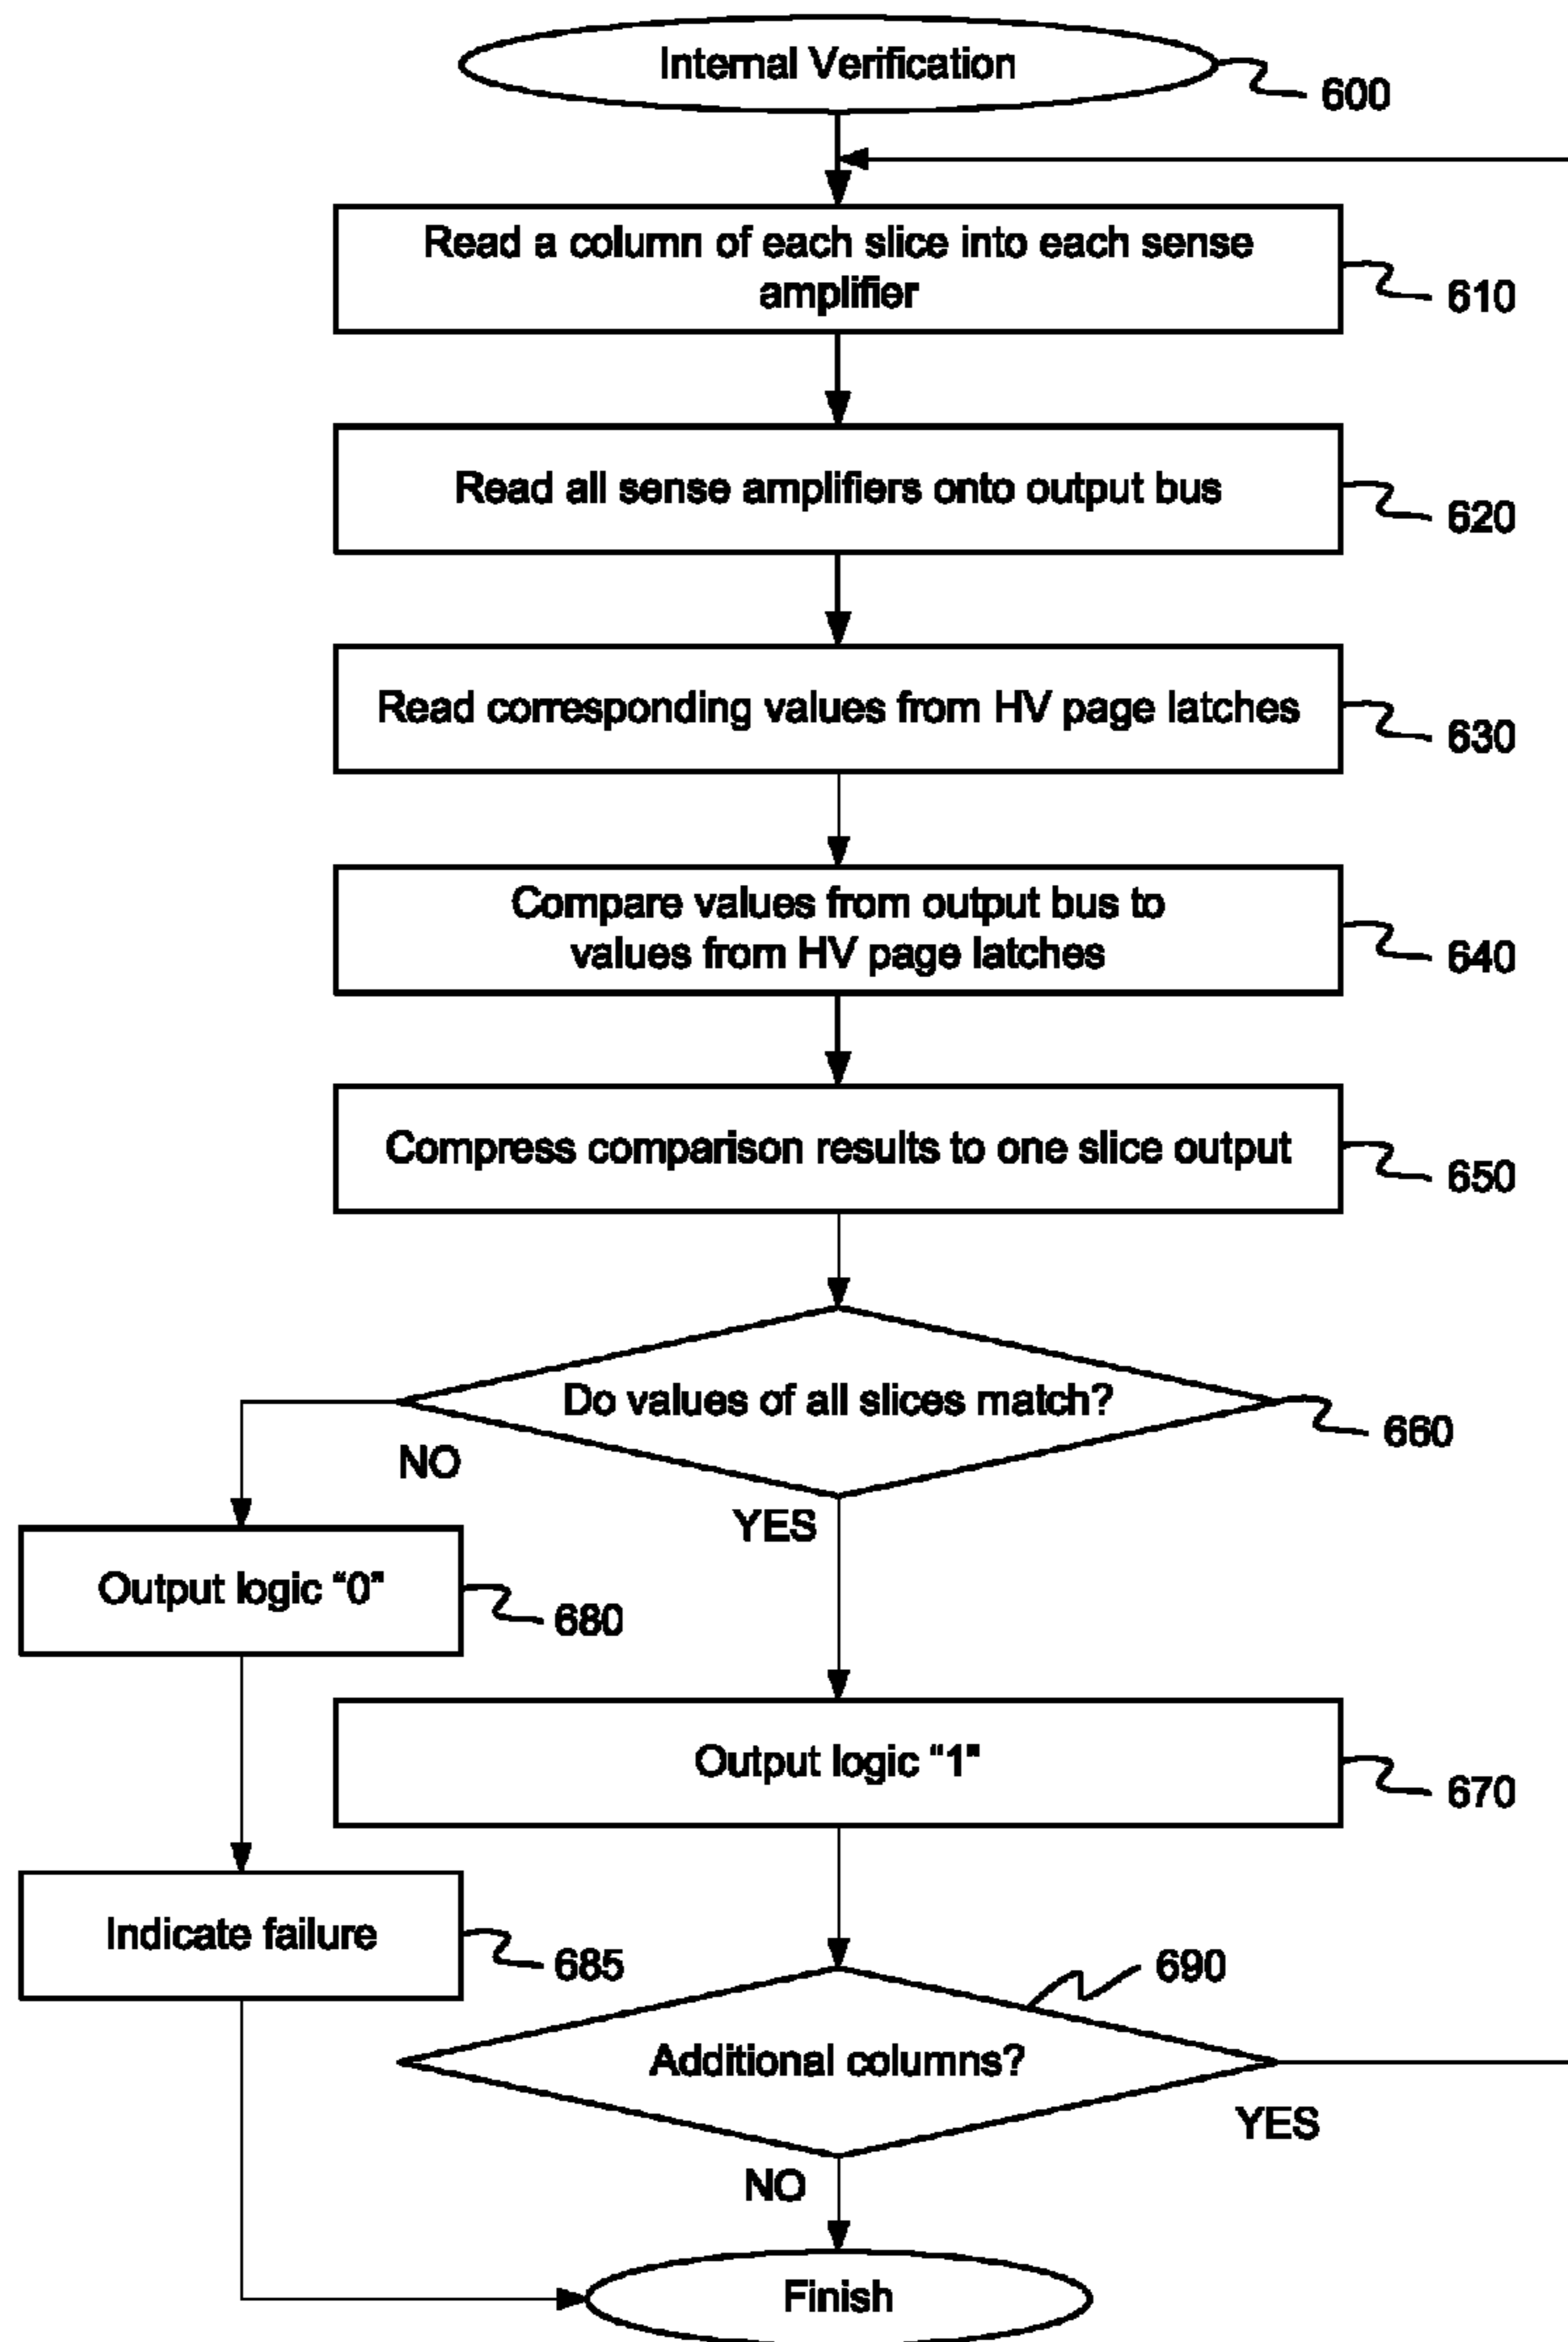 Internal Verification
600
Read a column of each slice into each sense
amplifier
610
Read all sense amplifiers onto output bus
620
Read corresponding values from HV page latches
630
Compare values from output bus to
values from HV page latches
640
Compress comparison results to one slice output
650
Do values of all slices match?
660
NO
YES
Output logic “0”
680
Output logic “1”
670
Indicate failure
685
690
Additional columns?
YES
NO
Finish